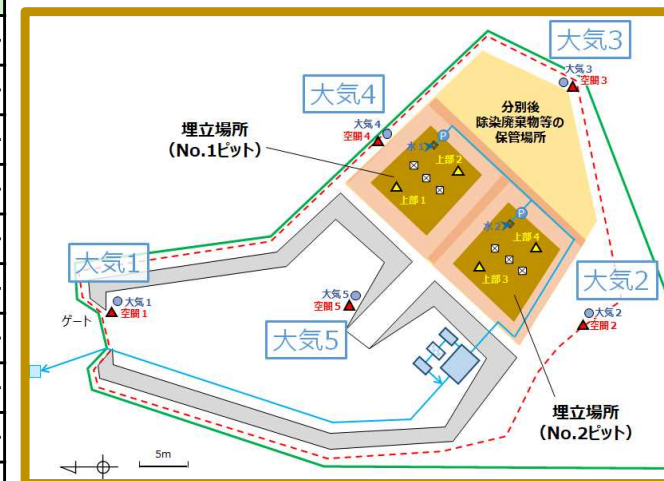 大気3
大気3
空間3
分別後
除染廃棄物等の
保管場所
大気4
大気4
空間4
埋立場所
（No.1ピット）
P
水1
上部2
上部1
P
水2
上部4
上部3
大気1
大気1
空間1
ゲート
大気5
空間5
大気5
大気2
大気2
空間2
埋立場所
（No.2ピット）
5m